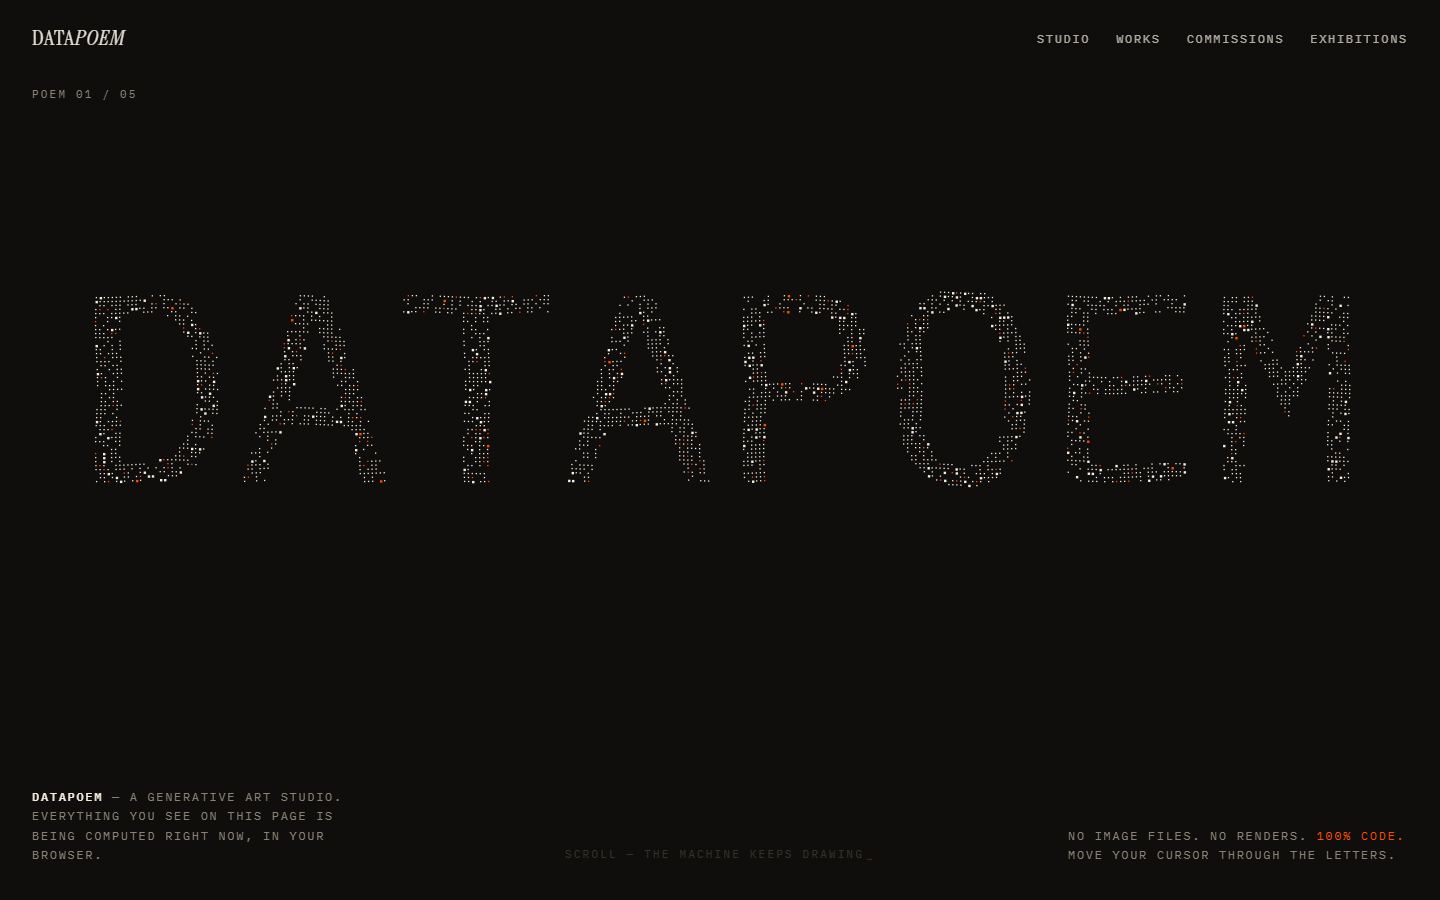 DATAPOEM
STUDIO WORKS COMMISSIONS EXHIBITIONS
POEM 01 / 05
DATAPOEM
DATAPOEM — A GENERATIVE ART STUDIO.
EVERYTHING YOU SEE ON THIS PAGE IS
BEING COMPUTED RIGHT NOW, IN YOUR
BROWSER.
SCROLL — THE MACHINE KEEPS DRAWING_
NO IMAGE FILES. NO RENDERS. 100% CODE.
MOVE YOUR CURSOR THROUGH THE LETTERS.